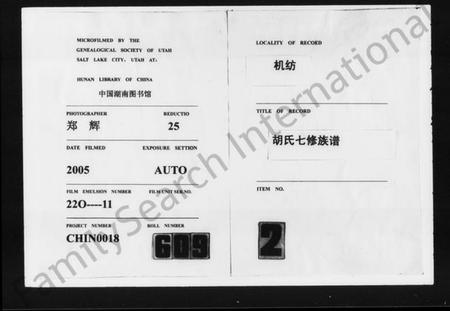 MICROFILMED BY THE
GENEALOGICAL SOCIETY OF UTAH
SALT LAKE CITY, UTAH AT:
HUNAN LIBRARY OF CHINA
中国湖南图书馆
PHOTOGRAPHER REDUCTIO
郑 辉 25
DATE FILMED EXPOSURE SETTION
2005 AUTO
FILM EMULSION NUMBER FILM UNIT SER.NO.
22O----11
PROJECT NUMBER ROLL NUMBER
CHIN0018 609
LOCALITY OF RECORD
机纺
TITLE OF RECORD
胡氏七修族谱
ITEM NO.
2
FamilySearch International